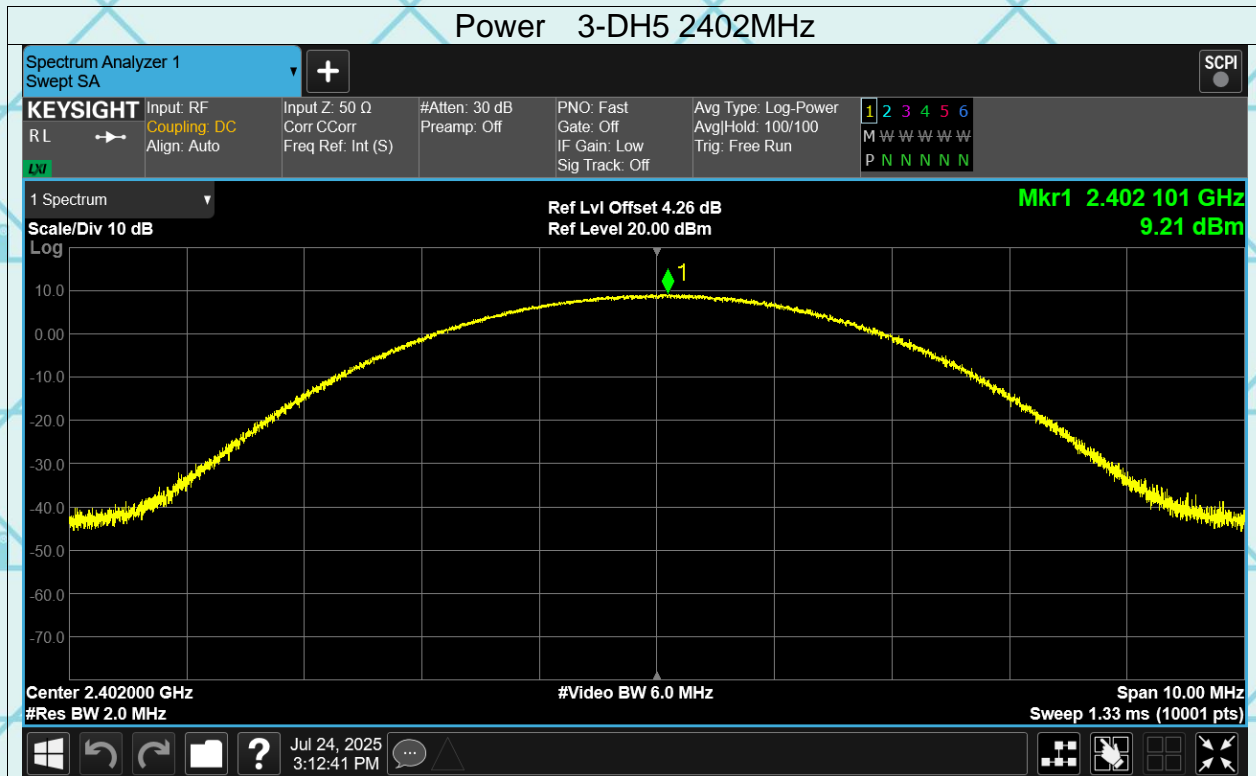 Power 3-DH5 2402MHz
Spectrum Analyzer 1
Swept SA
SCPI
KEYSIGHT
RL
LXI
Input: RF
Coupling: DC
Align: Auto
Input Z: 50 Ω
Corr CCorr
Freq Ref: Int (S)
#Atten: 30 dB
Preamp: Off
PNO: Fast
Gate: Off
IF Gain: Low
Sig Track: Off
Avg Type: Log-Power
Avg|Hold: 100/100
Trig: Free Run
1 2 3 4 5 6
M W W W W W
P N N N N N
1 Spectrum
Scale/Div 10 dB
Ref Lvl Offset 4.26 dB
Ref Level 20.00 dBm
Mkr1 2.402 101 GHz
9.21 dBm
Log
1
10.0
0.00
-10.0
-20.0
-30.0
-40.0
-50.0
-60.0
-70.0
Center 2.402000 GHz
#Res BW 2.0 MHz
#Video BW 6.0 MHz
Span 10.00 MHz
Sweep 1.33 ms (10001 pts)
?
Jul 24, 2025
3:12:41 PM